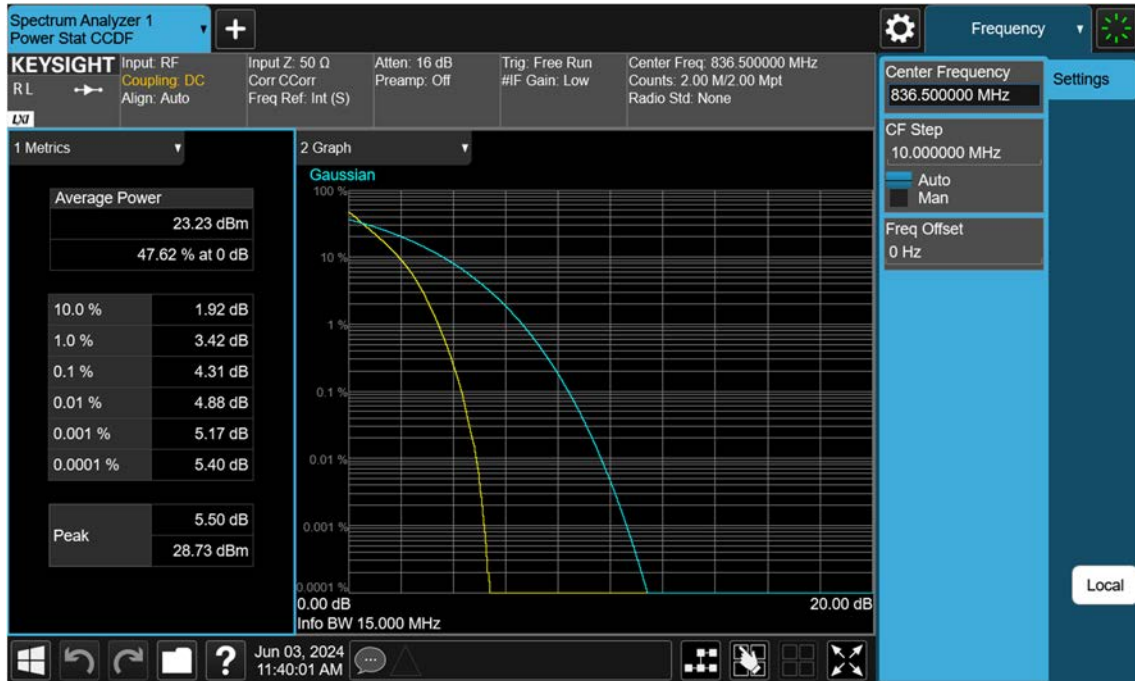 Spectrum Analyzer 1
Power Stat CCDF
+
Frequency
KEYSIGHT
RL
LXI
Input: RF
Coupling: DC
Align: Auto
Input Z: 50 Ω
Corr CCorr
Freq Ref: Int (S)
Atten: 16 dB
Preamp: Off
Trig: Free Run
#IF Gain: Low
Center Freq: 836.500000 MHz
Counts: 2.00 M/2.00 Mpt
Radio Std: None
Center Frequency
836.500000 MHz
Settings
CF Step
10.000000 MHz
Auto
Man
Freq Offset
0 Hz
Local
1 Metrics
Average Power
23.23 dBm
47.62 % at 0 dB
10.0 % 1.92 dB
1.0 % 3.42 dB
0.1 % 4.31 dB
0.01 % 4.88 dB
0.001 % 5.17 dB
0.0001 % 5.40 dB
Peak
5.50 dB
28.73 dBm
2 Graph
Gaussian
100 %
10 %
1 %
0.1 %
0.01 %
0.001 %
0.0001 %
0.00 dB 20.00 dB
Info BW 15.000 MHz
?
Jun 03, 2024
11:40:01 AM